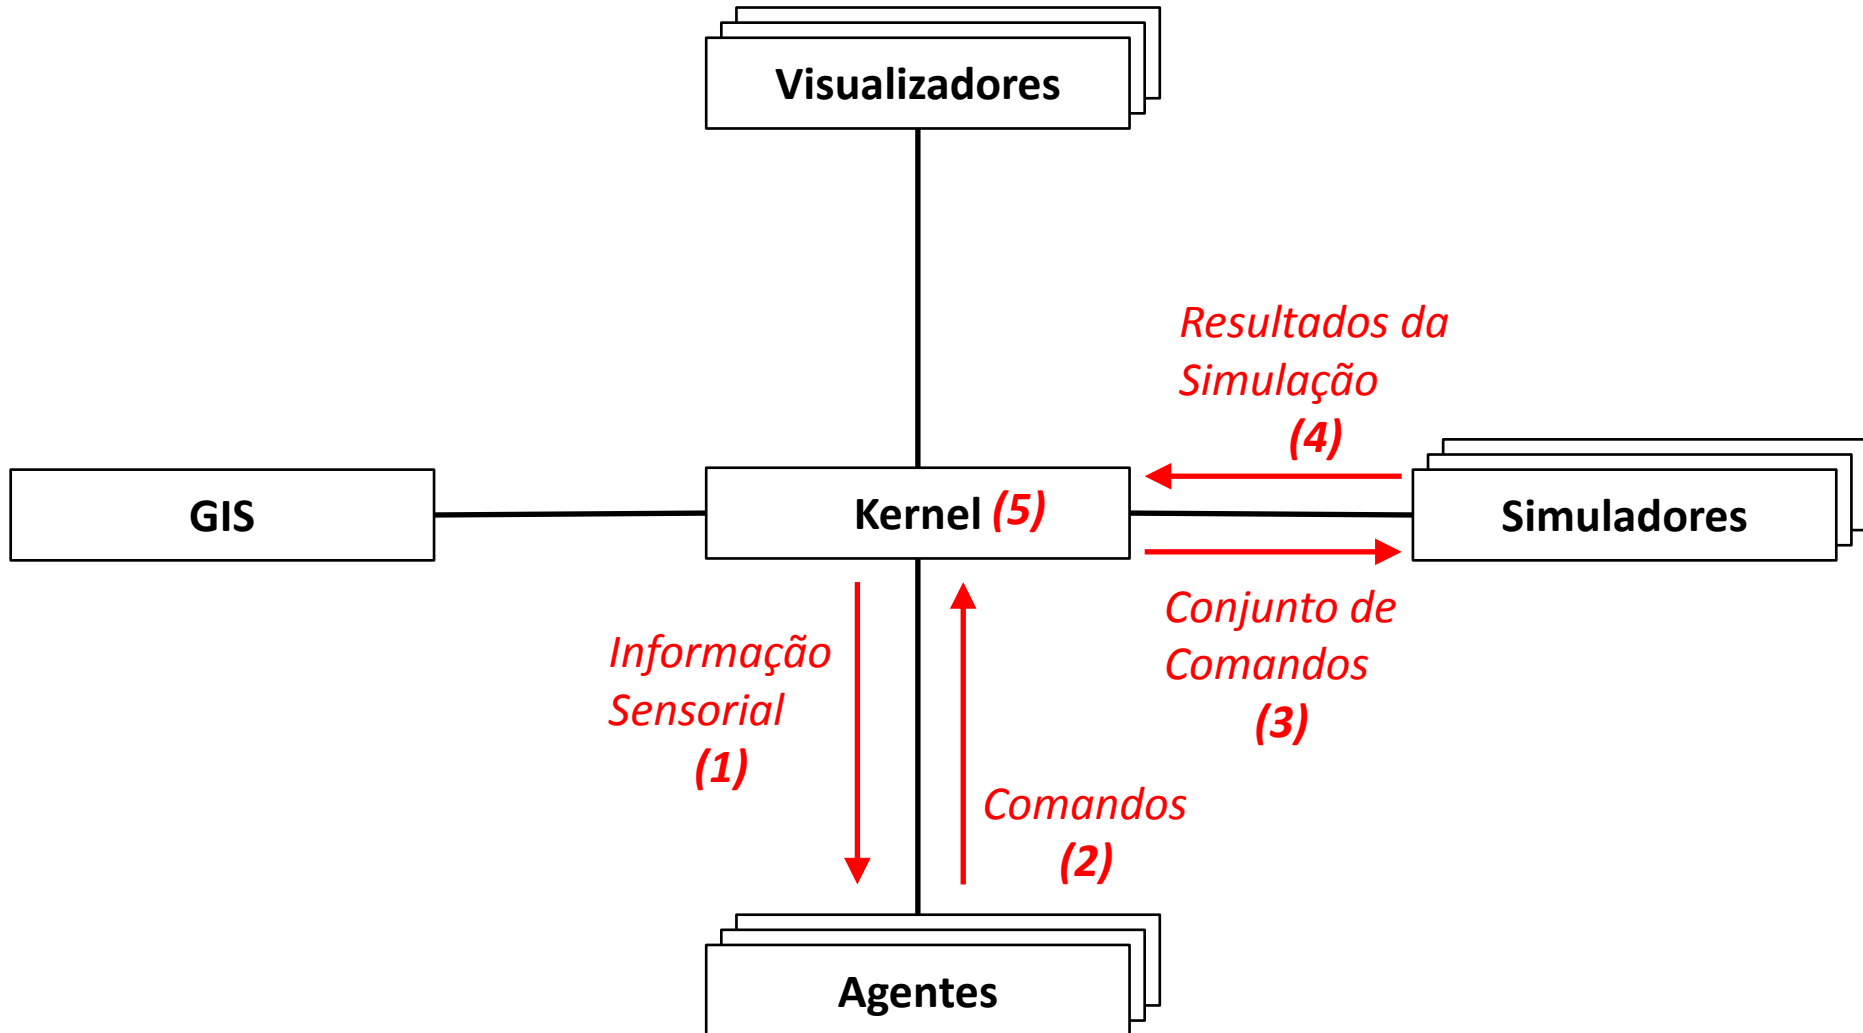 Visualizadores
Resultados da
Simulação
(4)
GIS
Kernel (5)
Simuladores
Informação
Sensorial
(1)
Conjunto de
Comandos
(3)
Comandos
(2)
Agentes